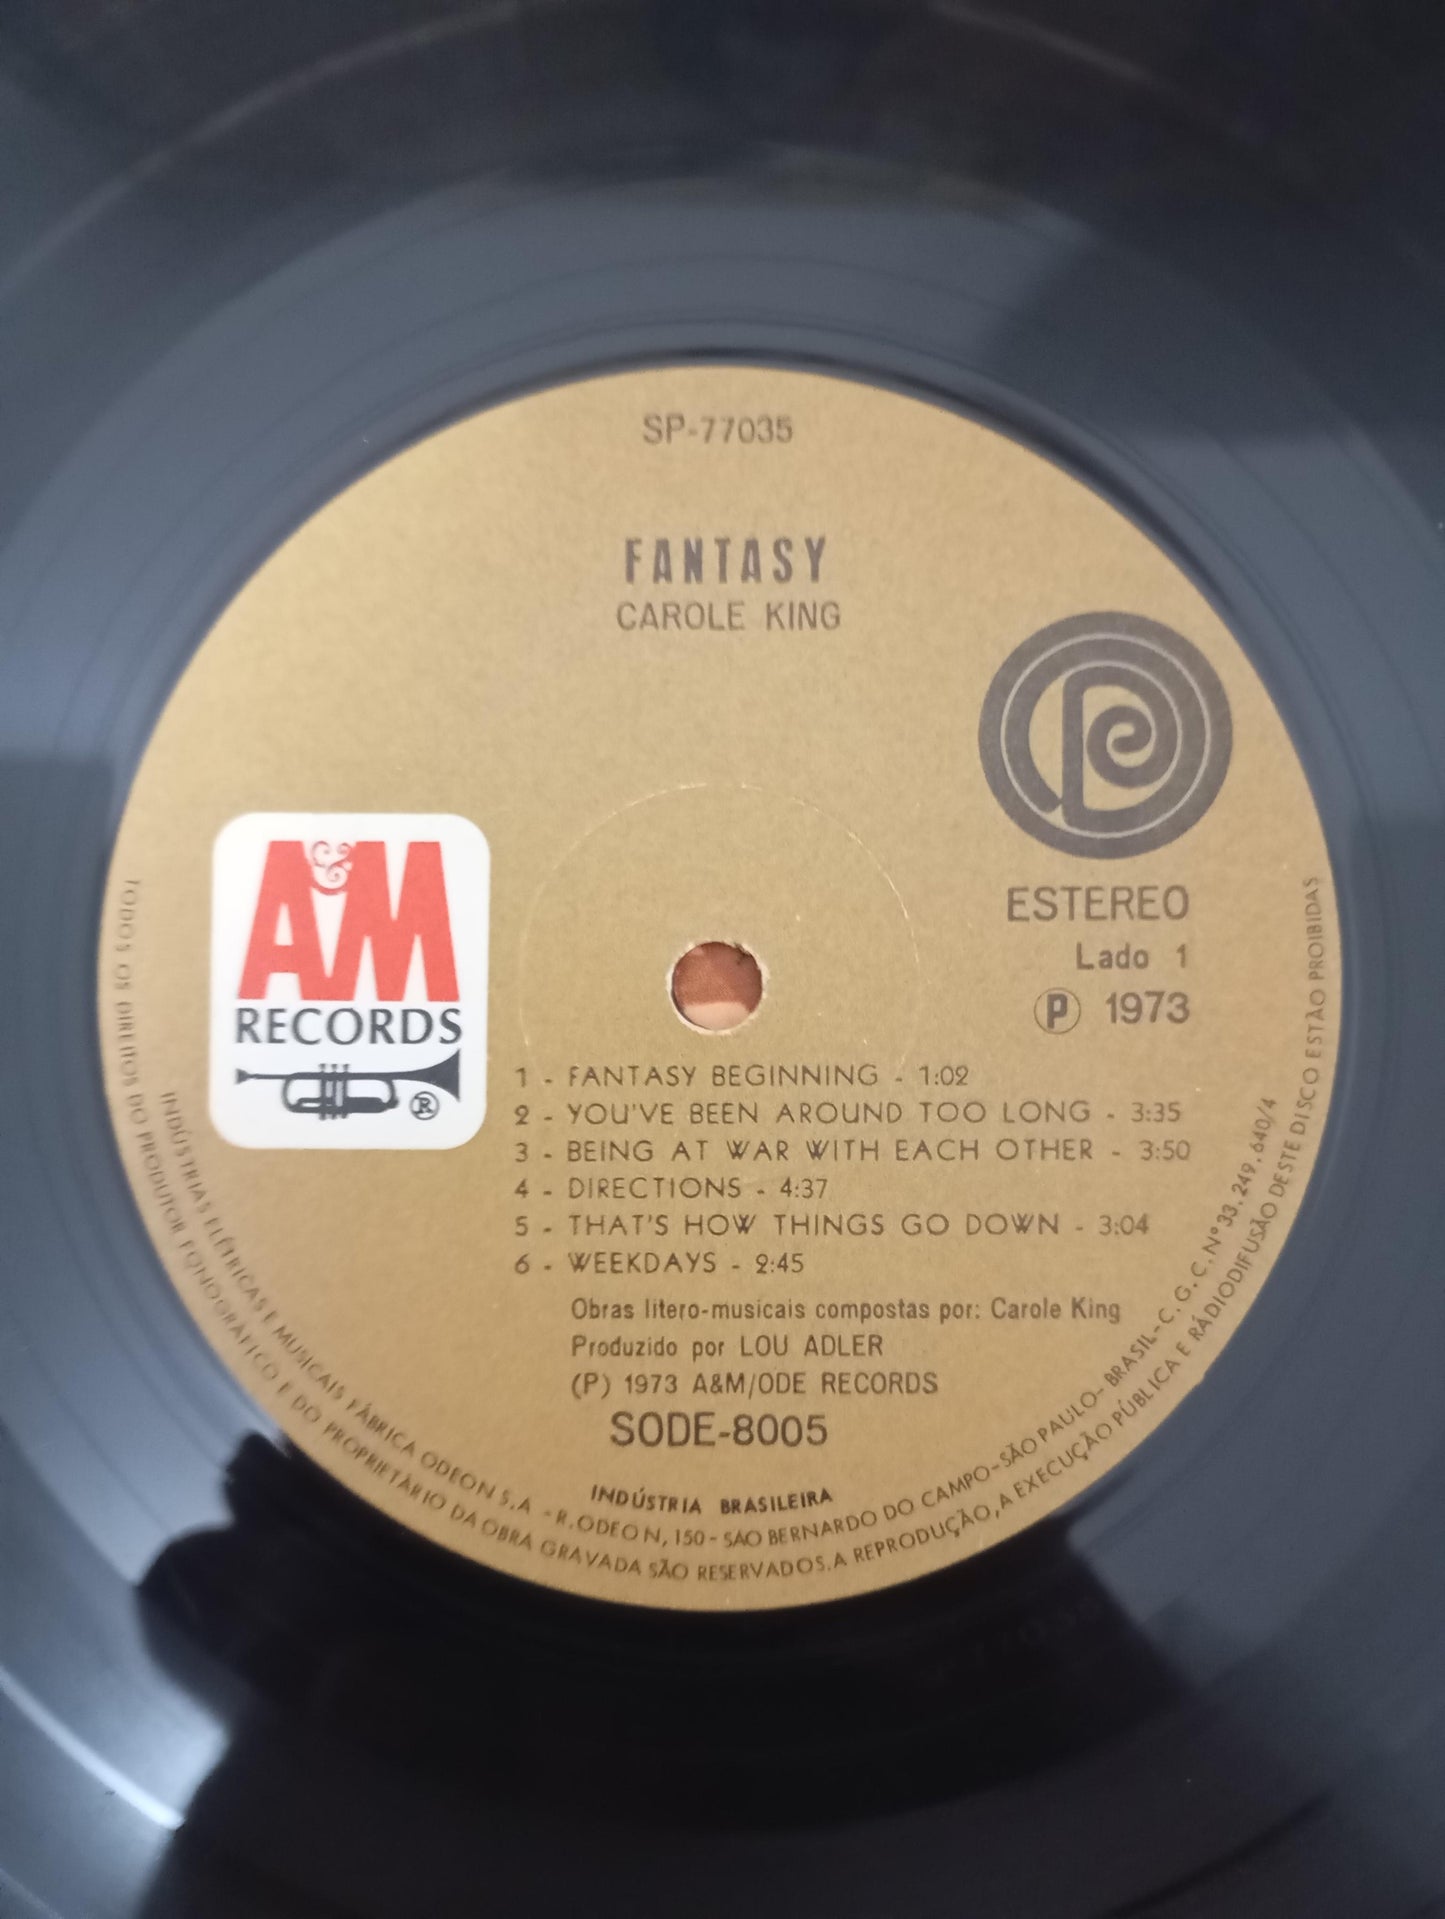 SP-77035
FANTASY
CAROLE KING
A&M
RECORDS
®
ESTEREO
Lado 1
Ⓟ 1973
1 - FANTASY BEGINNING - 1:02
2 - YOU'VE BEEN AROUND TOO LONG - 3:35
3 - BEING AT WAR WITH EACH OTHER - 3:50
4 - DIRECTIONS - 4:37
5 - THAT'S HOW THINGS GO DOWN - 3:04
6 - WEEKDAYS - 2:45
Obras lítero-musicais compostas por: Carole King
Produzido por LOU ADLER
(P) 1973 A&M/ODE RECORDS
SODE-8005
INDÚSTRIA BRASILEIRA
INDÚSTRIAS ELÉTRICAS E MUSICAIS FÁBRICA ODEON S.A - R. ODEON, 150 - SÃO BERNARDO DO CAMPO - SÃO PAULO - BRASIL - C. G. C. Nº 33.249.640/4
TODOS OS DIREITOS DO PRODUTOR FONOGRÁFICO E DO PROPRIETÁRIO DA OBRA GRAVADA SÃO RESERVADOS. A REPRODUÇÃO, A EXECUÇÃO PÚBLICA E RÁDIODIFUSÃO DESTE DISCO ESTÃO PROIBIDAS